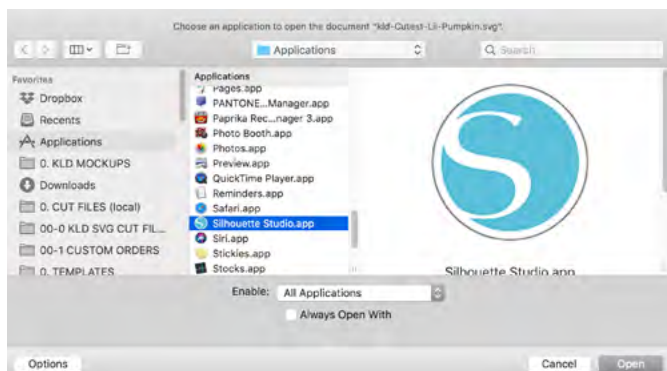 Choose an application to open the document "kld-Cutest-Lil-Pumpkin.svg".
Applications
Search
Favorites
Dropbox
Recents
Applications
0. KLD MOCKUPS
Downloads
0. CUT FILES (local)
00-0 KLD SVG CUT FIL...
00-1 CUSTOM ORDERS
0. TEMPLATES
Applications
Pages.app
PANTONE...Manager.app
Paprika Rec...nager 3.app
Photo Booth.app
Photos.app
Preview.app
QuickTime Player.app
Reminders.app
Safari.app
Silhouette Studio.app
Siri.app
Stickies.app
Stocks.app
S
Silhouette Studio.app
Enable: All Applications
Always Open With
Options
Cancel
Open